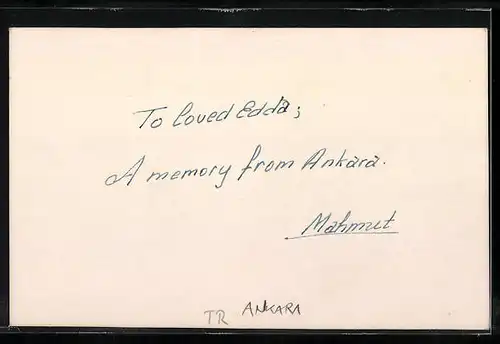 To loved Edda;
A memory from Ankara.
Mahmut
TR ANKARA